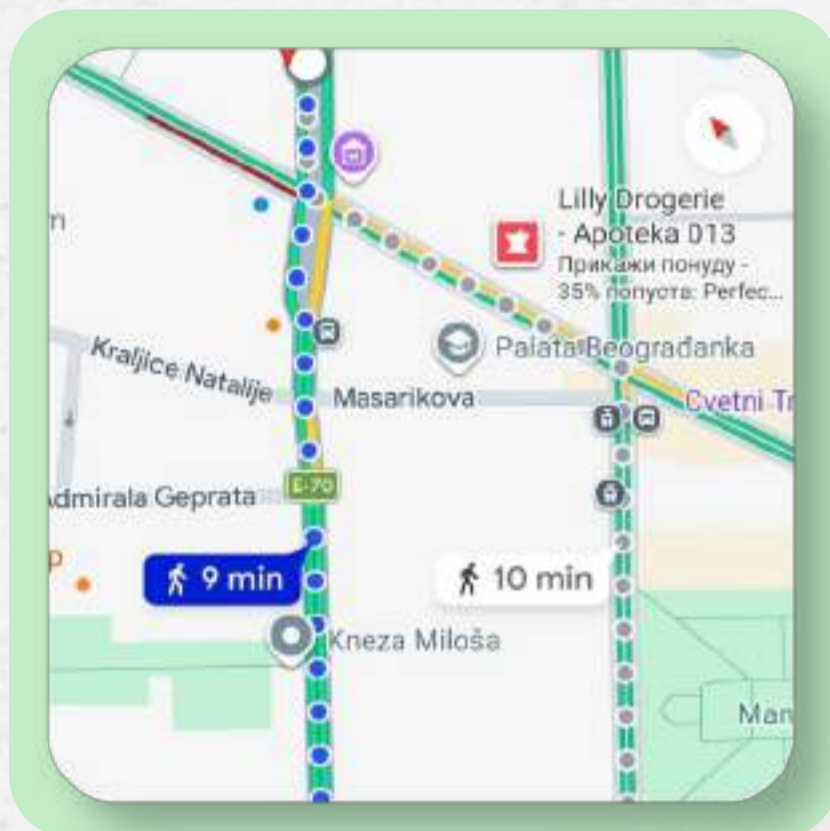 Lilly Drogerie
- Apoteka 013
Прикажи понуду -
35% попуста: Perfec...
Palata Beograđanka
Kraljice Natalije
Masarikova
Cvetni Tr
Admirala Geprata
E-70
9 min
10 min
Kneza Miloša